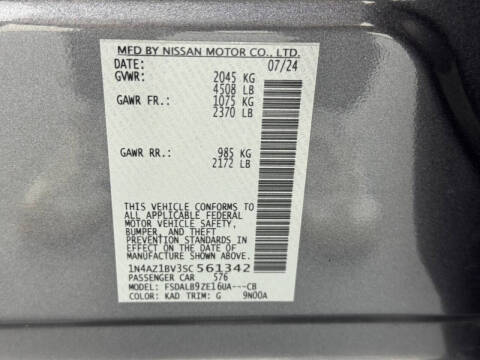 MFD BY NISSAN MOTOR CO., LTD.
DATE: 07/24
GVWR: 2045 KG
4508 LB
GAWR FR.: 1075 KG
2370 LB
GAWR RR.: 985 KG
2172 LB
THIS VEHICLE CONFORMS TO
ALL APPLICABLE FEDERAL
MOTOR VEHICLE SAFETY,
BUMPER, AND THEFT
PREVENTION STANDARDS IN
EFFECT ON THE DATE OF
MANUFACTURE SHOWN ABOVE.
1N4AZ1BV3SC561342
PASSENGER CAR 576
MODEL: FSDALB9ZE16UA---CB
COLOR: KAD TRIM: G 9N00A